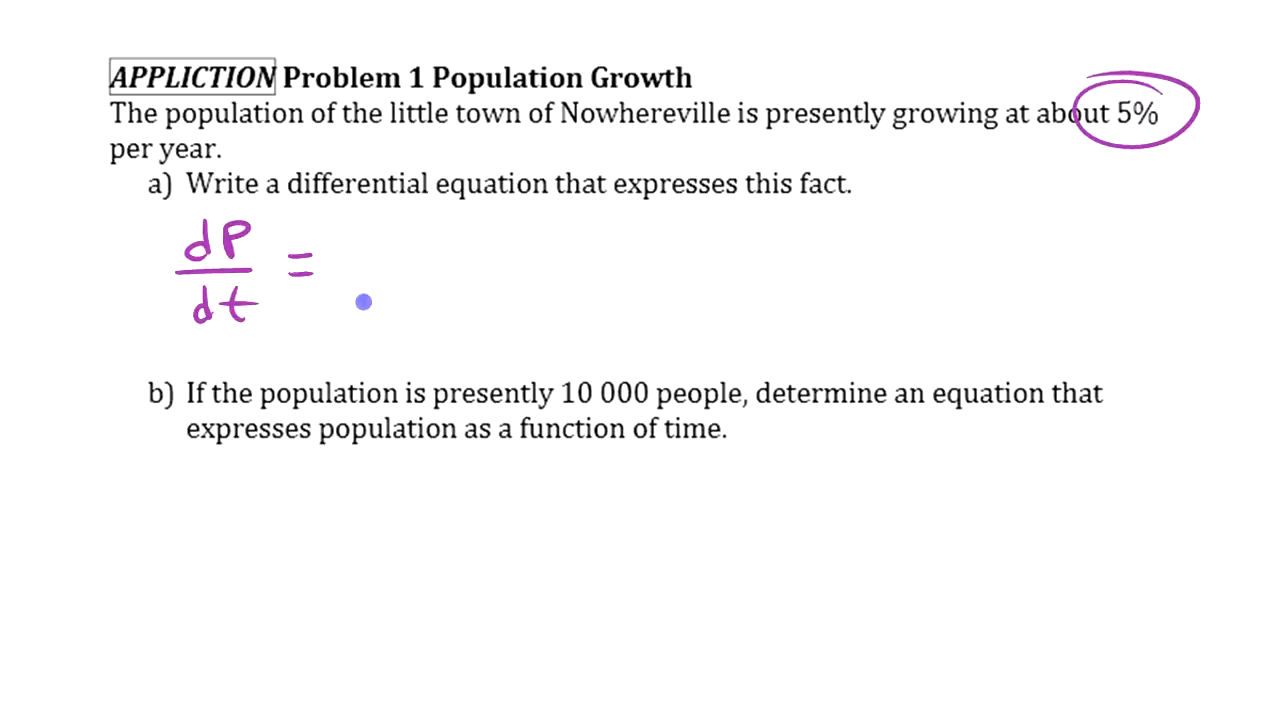 APPLICTION Problem 1 Population Growth
The population of the little town of Nowhereville is presently growing at about 5%
per year.
a) Write a differential equation that expresses this fact.
dP
dt =
b) If the population is presently 10 000 people, determine an equation that
expresses population as a function of time.